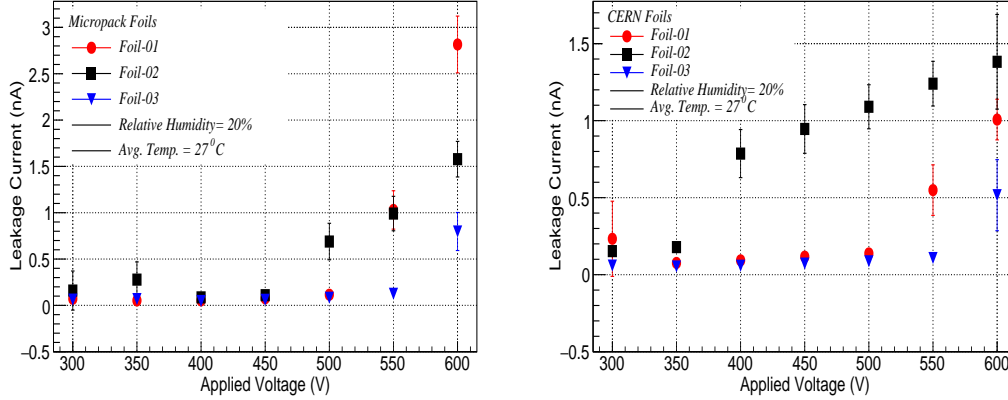 Micropack Foils
Foil-01
Foil-02
Foil-03
Relative Humidity= 20%
Avg. Temp. = 27⁰C
Leakage Current (nA)
3
2.5
2
1.5
1
0.5
0
−0.5
300 350 400 450 500 550 600
Applied Voltage (V)
CERN Foils
Foil-01
Foil-02
Foil-03
Relative Humidity= 20%
Avg. Temp. = 27⁰C
Leakage Current (nA)
1.5
1
0.5
0
−0.5
300 350 400 450 500 550 600
Applied Voltage (V)